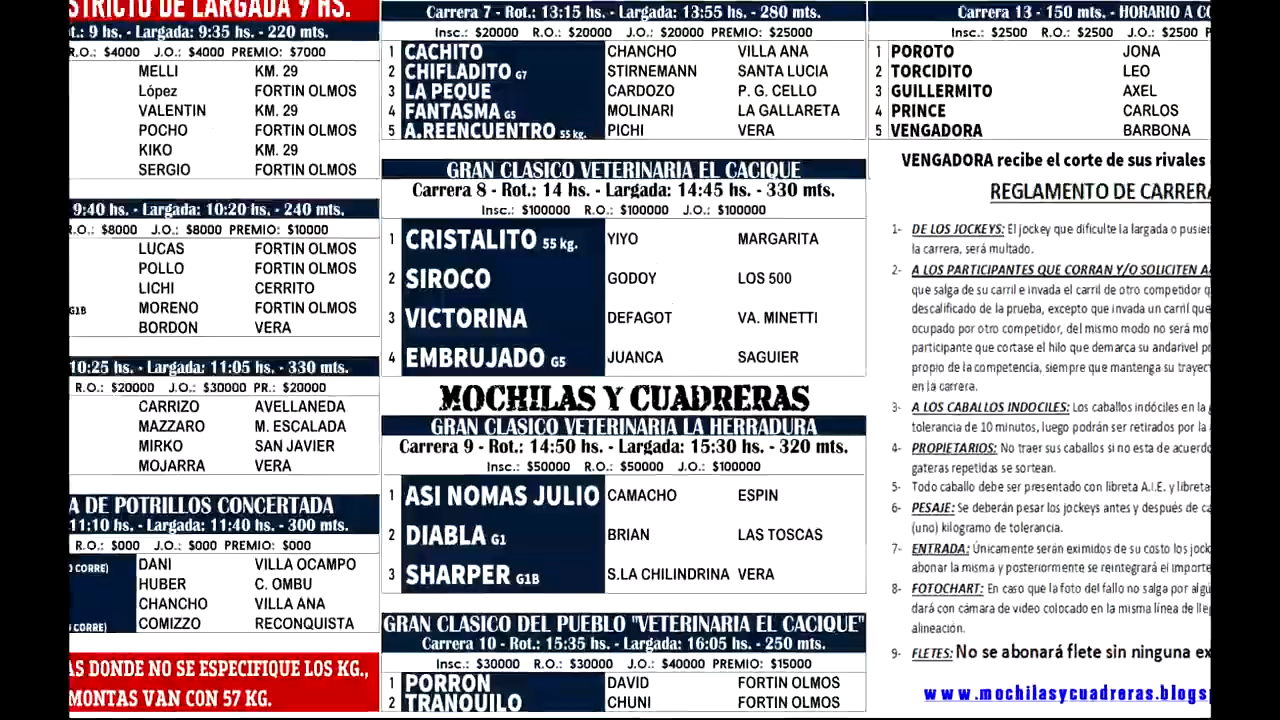 STRICTO DE LARGADA 9 HS.
.: 9 hs. - Largada: 9:35 hs. - 220 mts.
R.O.: $4000 J.O.: $4000 PREMIO: $7000
MELLI KM. 29
López FORTIN OLMOS
VALENTIN KM. 29
POCHO FORTIN OLMOS
KIKO KM. 29
SERGIO FORTIN OLMOS
9:40 hs. - Largada: 10:20 hs. - 240 mts.
R.O.: $8000 J.O.: $8000 PREMIO: $10000
LUCAS FORTIN OLMOS
POLLO FORTIN OLMOS
LICHI CERRITO
G1B MORENO FORTIN OLMOS
BORDON VERA
10:25 hs. - Largada: 11:05 hs. - 330 mts.
R.O.: $20000 J.O.: $30000 PR.: $20000
CARRIZO AVELLANEDA
MAZZARO M. ESCALADA
MIRKO SAN JAVIER
MOJARRA VERA
A DE POTRILLOS CONCERTADA
11:10 hs. - Largada: 11:40 hs. - 300 mts.
R.O.: $000 J.O.: $000 PREMIO: $000
O CORRE) DANI VILLA OCAMPO
HUBER C. OMBU
CHANCHO VILLA ANA
CORRE) COMIZZO RECONQUISTA
AS DONDE NO SE ESPECIFIQUE LOS KG.,
MONTAS VAN CON 57 KG.
Carrera 7 - Rot.: 13:15 hs. - Largada: 13:55 hs. - 280 mts.
Insc.: $20000 R.O.: $20000 J.O.: $20000 PREMIO: $25000
1 CACHITO CHANCHO VILLA ANA
2 CHIFLADITO G7 STIRNEMANN SANTA LUCIA
3 LA PEQUE CARDOZO P. G. CELLO
4 FANTASMA G5 MOLINARI LA GALLARETA
5 A.REENCUENTRO 55 kg. PICHI VERA
GRAN CLASICO VETERINARIA EL CACIQUE
Carrera 8 - Rot.: 14 hs. - Largada: 14:45 hs. - 330 mts.
Insc.: $100000 R.O.: $100000 J.O.: $100000
1 CRISTALITO 55 kg. YIYO MARGARITA
2 SIROCO GODOY LOS 500
3 VICTORINA DEFAGOT VA. MINETTI
4 EMBRUJADO G5 JUANCA SAGUIER
MOCHILAS Y CUADRERAS
GRAN CLASICO VETERINARIA LA HERRADURA
Carrera 9 - Rot.: 14:50 hs. - Largada: 15:30 hs. - 320 mts.
Insc.: $50000 R.O.: $50000 J.O.: $100000
1 ASI NOMAS JULIO CAMACHO ESPIN
2 DIABLA G1 BRIAN LAS TOSCAS
3 SHARPER G1B S.LA CHILINDRINA VERA
GRAN CLASICO DEL PUEBLO "VETERINARIA EL CACIQUE"
Carrera 10 - Rot.: 15:35 hs. - Largada: 16:05 hs. - 250 mts.
Insc.: $30000 R.O.: $30000 J.O.: $40000 PREMIO: $15000
1 PORRON DAVID FORTIN OLMOS
2 TRANQUILO CHUNI FORTIN OLMOS
Carrera 13 - 150 mts. - HORARIO A CO
Insc.: $2500 R.O.: $2500 J.O.: $2500 P
1 POROTO JONA
2 TORCIDITO LEO
3 GUILLERMITO AXEL
4 PRINCE CARLOS
5 VENGADORA BARBONA
VENGADORA recibe el corte de sus rivales
REGLAMENTO DE CARRERA
1- DE LOS JOCKEYS: El jockey que dificulte la largada o pusier
la carrera, será multado.
2- A LOS PARTICIPANTES QUE CORRAN Y/O SOLICITEN A
que salga de su carril e invada el carril de otro competidor q
descalificado de la prueba, excepto que invada un carril que
ocupado por otro competidor, del mismo modo no será mo
participante que cortase el hilo que demarca su andarivel p
propio de la competencia, siempre que mantenga su trayec
en la carrera.
3- A LOS CABALLOS INDOCILES: Los caballos indóciles en la
tolerancia de 10 minutos, luego podrán ser retirados por la
4- PROPIETARIOS: No traer sus caballos si no esta de acuerdo
gateras repetidas se sortean.
5- Todo caballo debe ser presentado con libreta A.I.E. y libreta
6- PESAJE: Se deberán pesar los jockeys antes y después de ca
(uno) kilogramo de tolerancia.
7- ENTRADA: Únicamente serán eximidos de su costo los jock
abonar la misma y posteriormente se reintegrará el importe
8- FOTOCHART: En caso que la foto del fallo no salga por algú
dará con cámara de video colocado en la misma línea de lle
alineación.
9- FLETES: No se abonará flete sin ninguna ex
www.mochilasycuadreras.blogsp